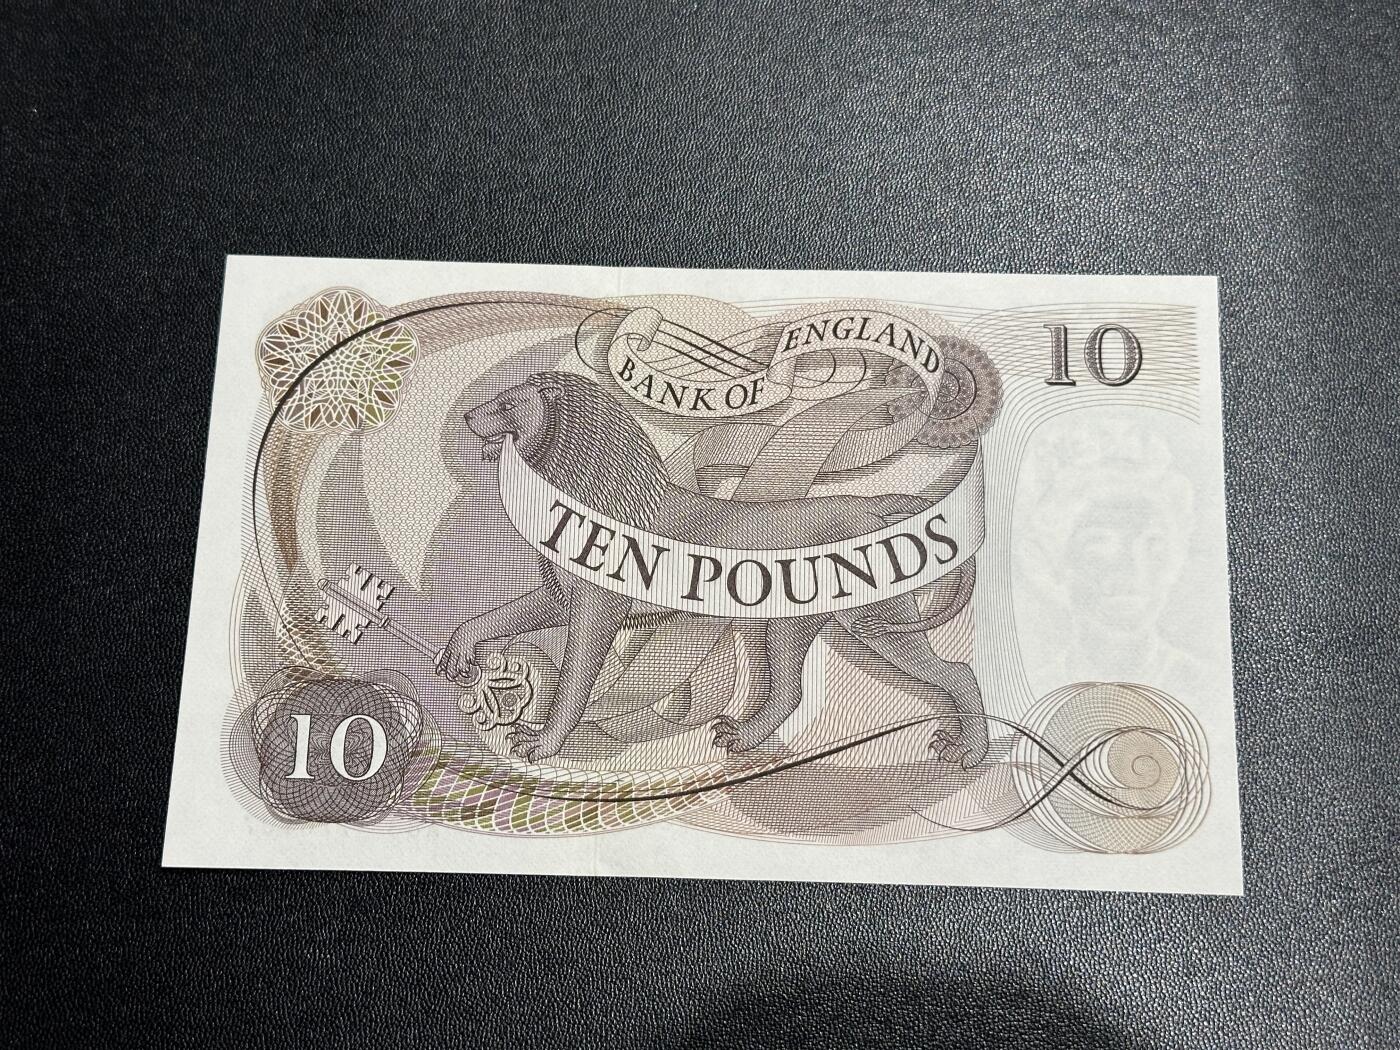 BANK OF ENGLAND
10
TEN POUNDS
10